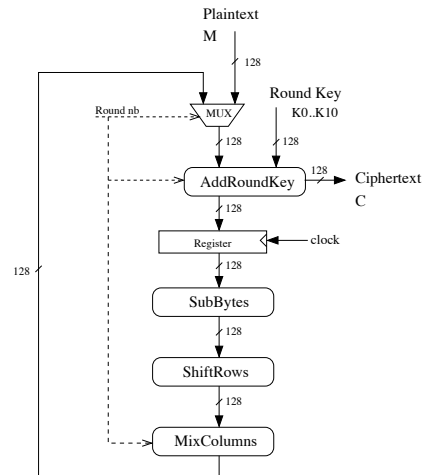 Plaintext
M
128
Round Key
K0..K10
Round nb
MUX
128
128
128
AddRoundKey
Ciphertext
C
128
Register
clock
128
128
SubBytes
128
ShiftRows
128
MixColumns